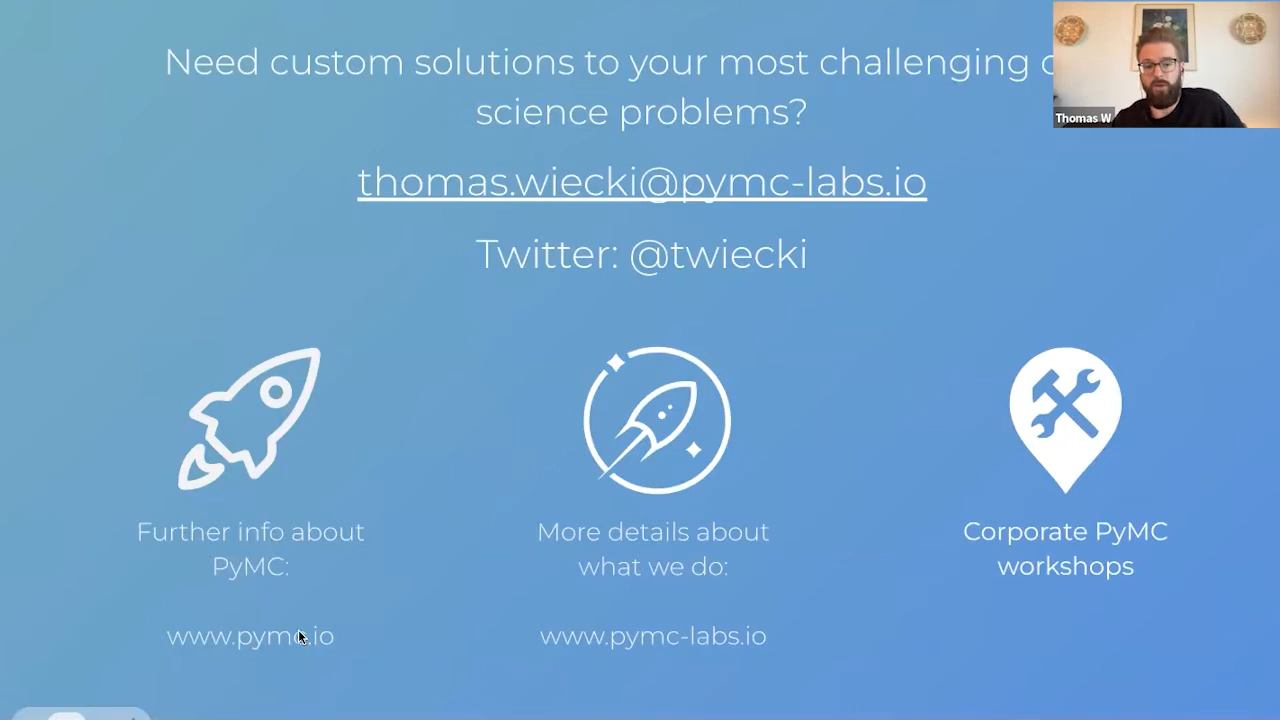 Need custom solutions to your most challenging
science problems?
thomas.wiecki@pymc-labs.io
Twitter: @twiecki
Thomas W
Further info about
PyMC:
www.pymc.io
More details about
what we do:
www.pymc-labs.io
Corporate PyMC
workshops